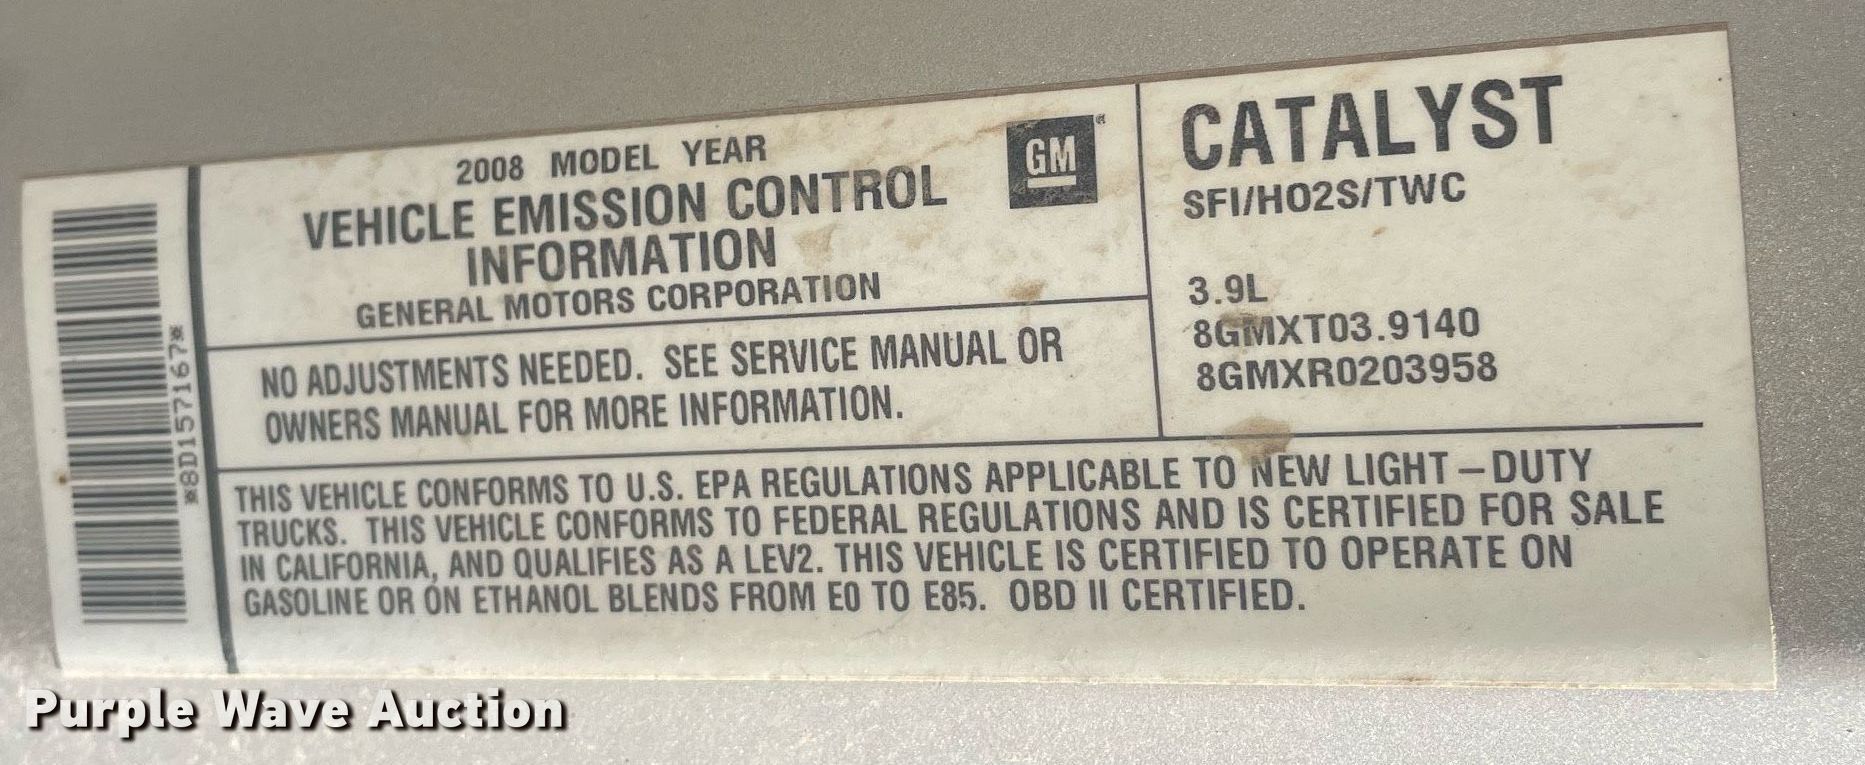 *8D157167*
2008 MODEL YEAR
VEHICLE EMISSION CONTROL
INFORMATION
GENERAL MOTORS CORPORATION
GM
NO ADJUSTMENTS NEEDED. SEE SERVICE MANUAL OR
OWNERS MANUAL FOR MORE INFORMATION.
CATALYST
SFI/HO2S/TWC
3.9L
8GMXT03.9140
8GMXR0203958
THIS VEHICLE CONFORMS TO U.S. EPA REGULATIONS APPLICABLE TO NEW LIGHT-DUTY
TRUCKS. THIS VEHICLE CONFORMS TO FEDERAL REGULATIONS AND IS CERTIFIED FOR SALE
IN CALIFORNIA, AND QUALIFIES AS A LEV2. THIS VEHICLE IS CERTIFIED TO OPERATE ON
GASOLINE OR ON ETHANOL BLENDS FROM E0 TO E85. OBD II CERTIFIED.
Purple Wave Auction